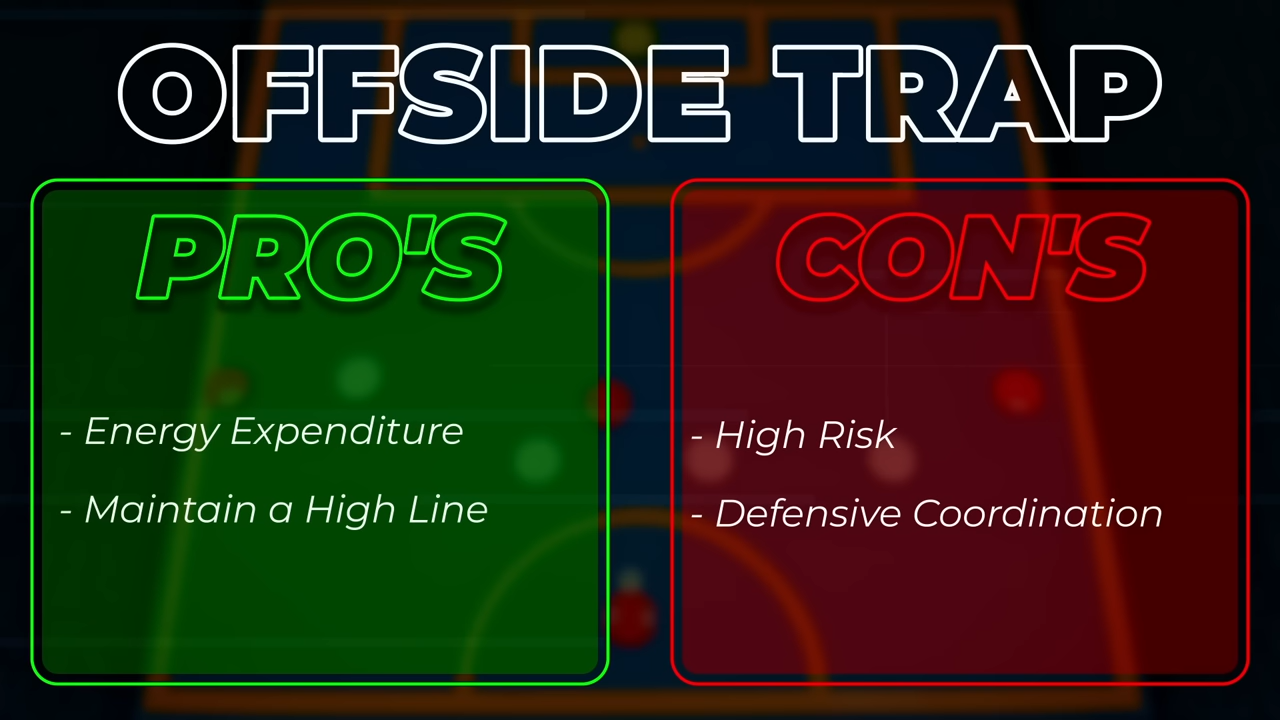 OFFSIDE TRAP
PRO'S
- Energy Expenditure
- Maintain a High Line
CON'S
- High Risk
- Defensive Coordination